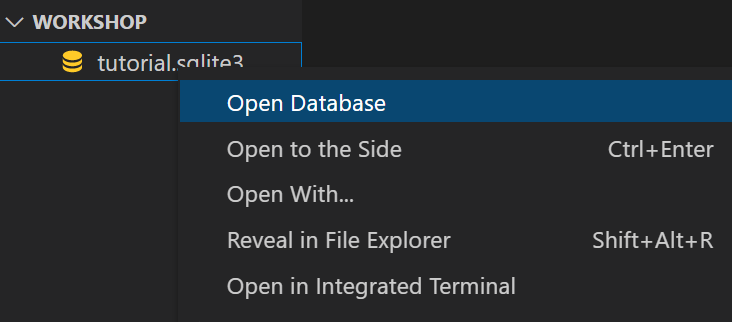 WORKSHOP
tutorial.sqlite3
Open Database
Open to the Side Ctrl+Enter
Open With...
Reveal in File Explorer Shift+Alt+R
Open in Integrated Terminal